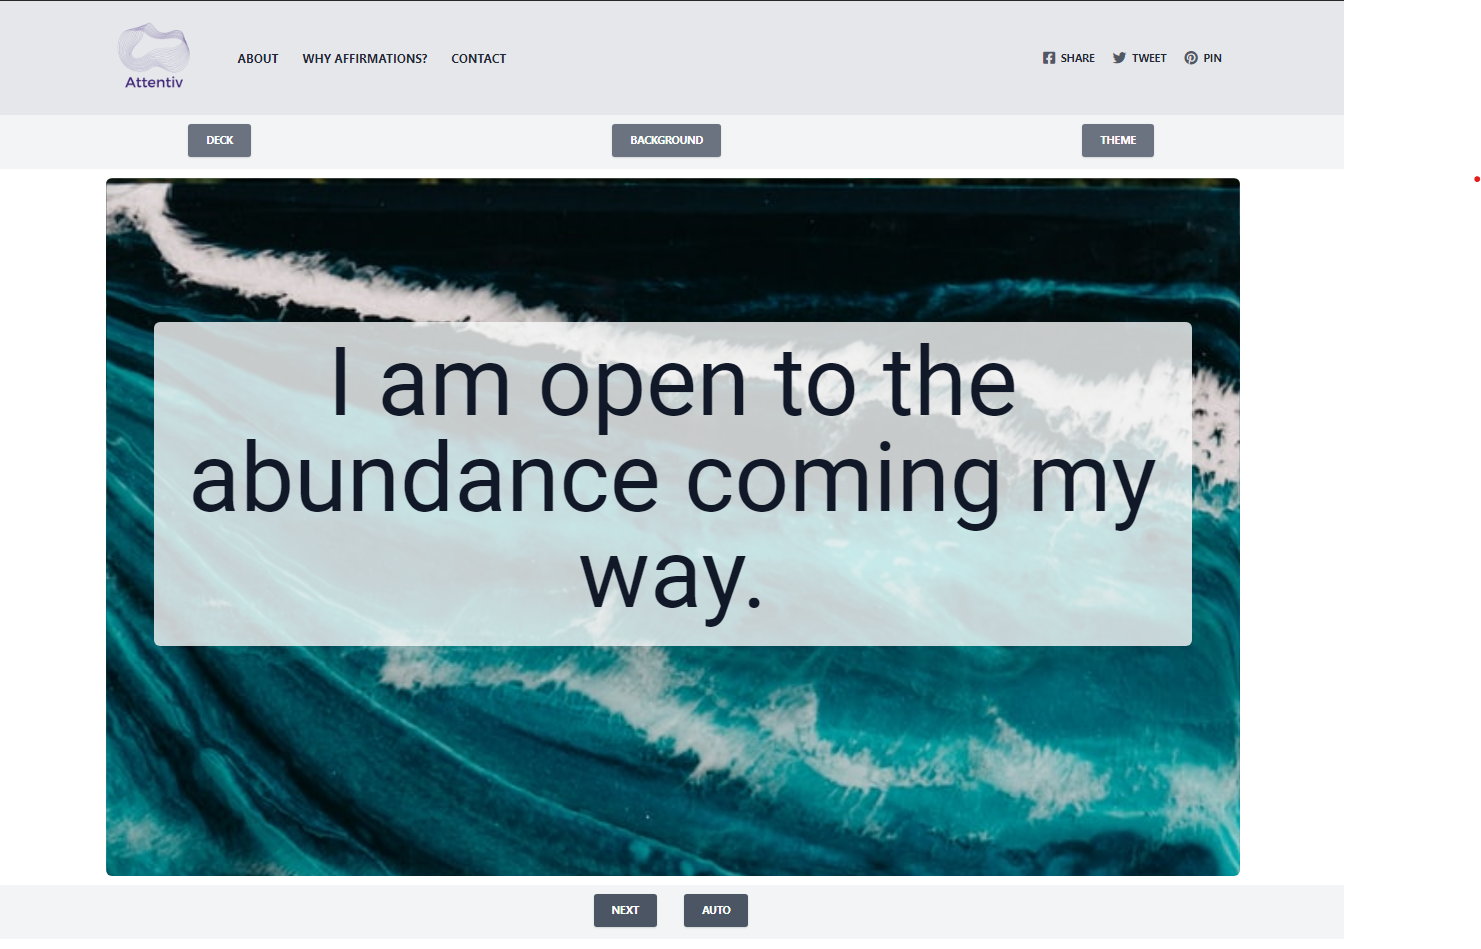 Attentiv
ABOUT WHY AFFIRMATIONS? CONTACT
SHARE TWEET PIN
DECK BACKGROUND THEME
I am open to the
abundance coming my
way.
NEXT AUTO